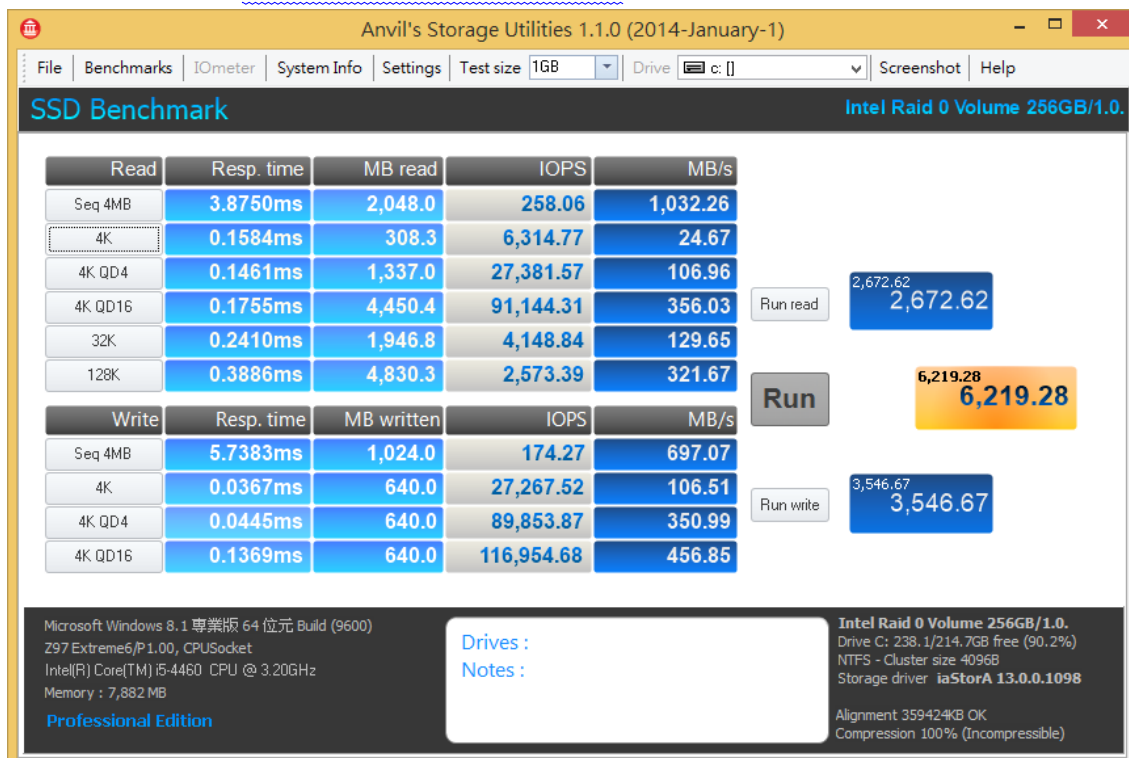 Anvil's Storage Utilities 1.1.0 (2014-January-1)
File Benchmarks IOmeter System Info Settings Test size 1GB Drive c: [] Screenshot Help
SSD Benchmark Intel Raid 0 Volume 256GB/1.0.
Read Resp. time MB read IOPS MB/s
Seq 4MB 3.8750ms 2,048.0 258.06 1,032.26
4K 0.1584ms 308.3 6,314.77 24.67
4K QD4 0.1461ms 1,337.0 27,381.57 106.96
4K QD16 0.1755ms 4,450.4 91,144.31 356.03
32K 0.2410ms 1,946.8 4,148.84 129.65
128K 0.3886ms 4,830.3 2,573.39 321.67
Run read
2,672.62
2,672.62
Run
6,219.28
6,219.28
Write Resp. time MB written IOPS MB/s
Seq 4MB 5.7383ms 1,024.0 174.27 697.07
4K 0.0367ms 640.0 27,267.52 106.51
4K QD4 0.0445ms 640.0 89,853.87 350.99
4K QD16 0.1369ms 640.0 116,954.68 456.85
Run write
3,546.67
3,546.67
Microsoft Windows 8.1 專業版 64 位元 Build (9600)
Z97 Extreme6/P1.00, CPUSocket
Intel(R) Core(TM) i5-4460 CPU @ 3.20GHz
Memory : 7,882 MB
Professional Edition
Drives :
Notes :
Intel Raid 0 Volume 256GB/1.0.
Drive C: 238.1/214.7GB free (90.2%)
NTFS - Cluster size 4096B
Storage driver iaStorA 13.0.0.1098
Alignment 359424KB OK
Compression 100% (Incompressible)